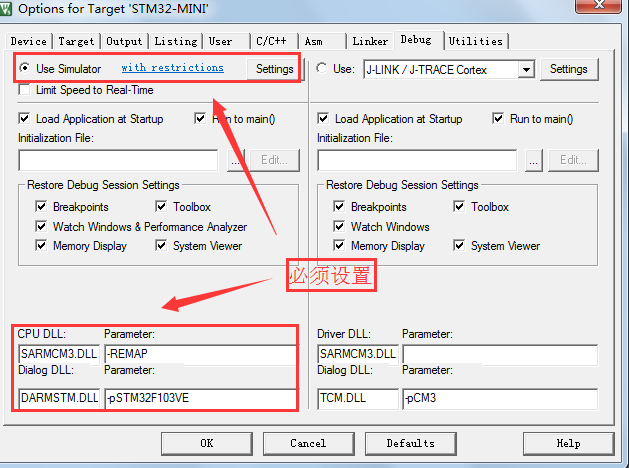 Options for Target 'STM32-MINI'
Device Target Output Listing User C/C++ Asm Linker Debug Utilities
Use Simulator with restrictions Settings
Use: J-LINK / J-TRACE Cortex Settings
Limit Speed to Real-Time
Load Application at Startup Run to main()
Load Application at Startup Run to main()
Initialization File:
Initialization File:
... Edit...
... Edit...
Restore Debug Session Settings
Breakpoints Toolbox
Watch Windows & Performance Analyzer
Memory Display System Viewer
Restore Debug Session Settings
Breakpoints Toolbox
Watch Windows
Memory Display System Viewer
必须设置
CPU DLL: Parameter:
SARMCM3.DLL -REMAP
Dialog DLL: Parameter:
DARMSTM.DLL -pSTM32F103VE
Driver DLL: Parameter:
SARMCM3.DLL
Dialog DLL: Parameter:
TCM.DLL -pCM3
OK Cancel Defaults Help